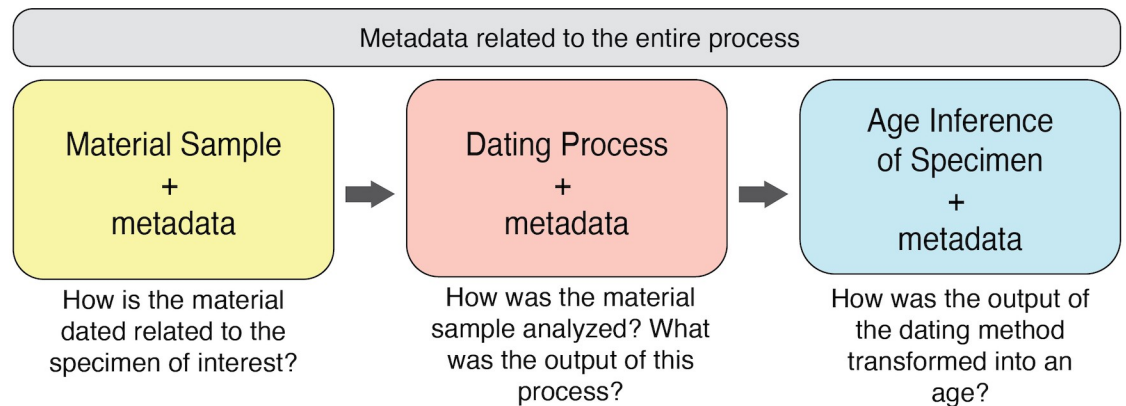 Metadata related to the entire process
Material Sample
+
metadata
Dating Process
+
metadata
Age Inference
of Specimen
+
metadata
How is the material
dated related to the
specimen of interest?
How was the material
sample analyzed? What
was the output of this
process?
How was the output of
the dating method
transformed into an
age?